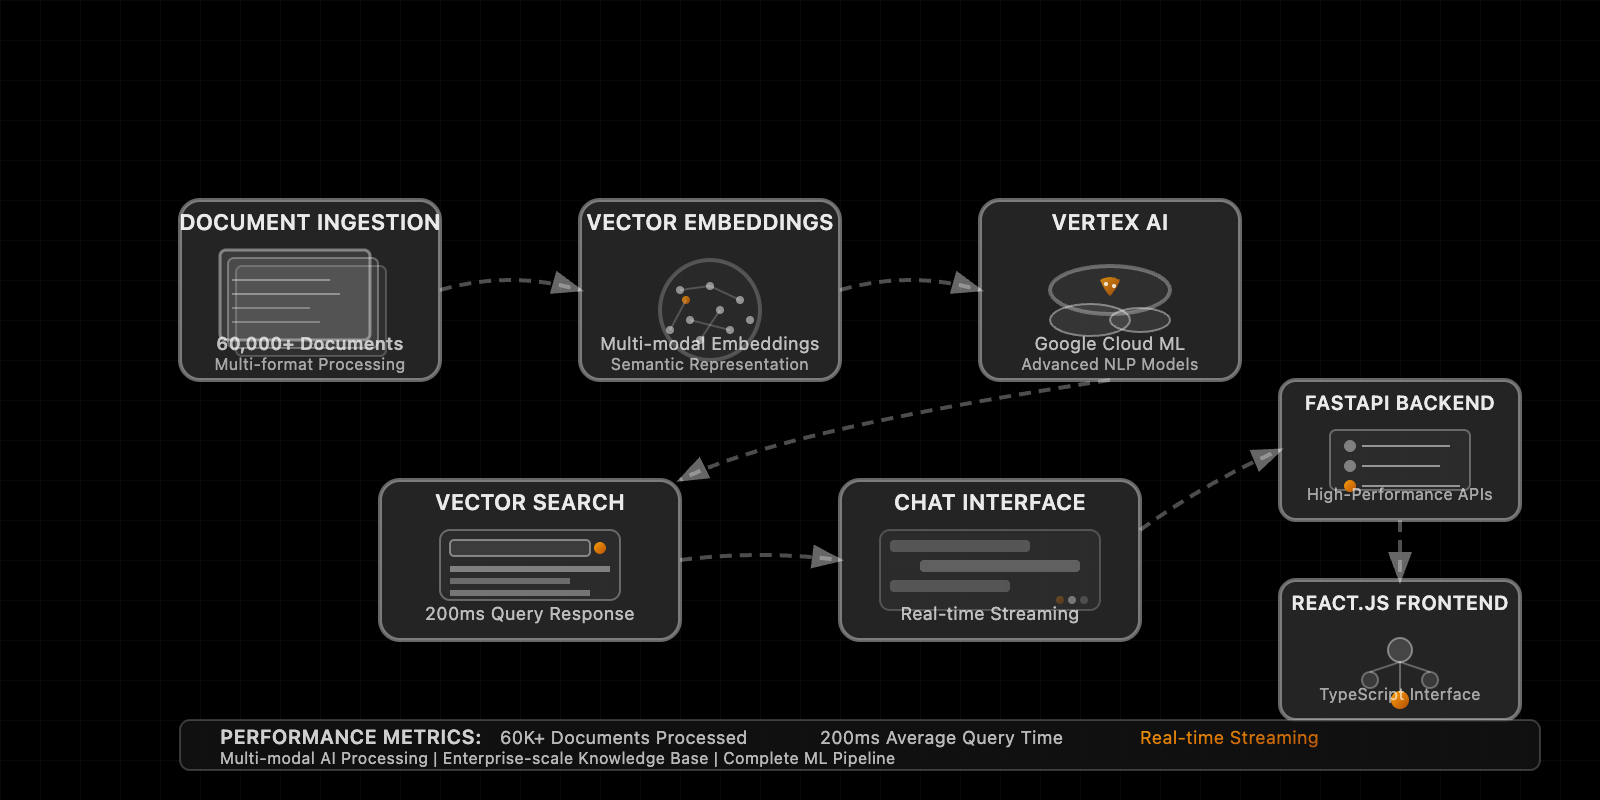 DOCUMENT INGESTION
60,000+ Documents
Multi-format Processing
VECTOR EMBEDDINGS
Multi-modal Embeddings
Semantic Representation
VERTEX AI
Google Cloud ML
Advanced NLP Models
VECTOR SEARCH
200ms Query Response
CHAT INTERFACE
Real-time Streaming
FASTAPI BACKEND
High-Performance APIs
REACT.JS FRONTEND
TypeScript Interface
PERFORMANCE METRICS: 60K+ Documents Processed 200ms Average Query Time Real-time Streaming
Multi-modal AI Processing | Enterprise-scale Knowledge Base | Complete ML Pipeline